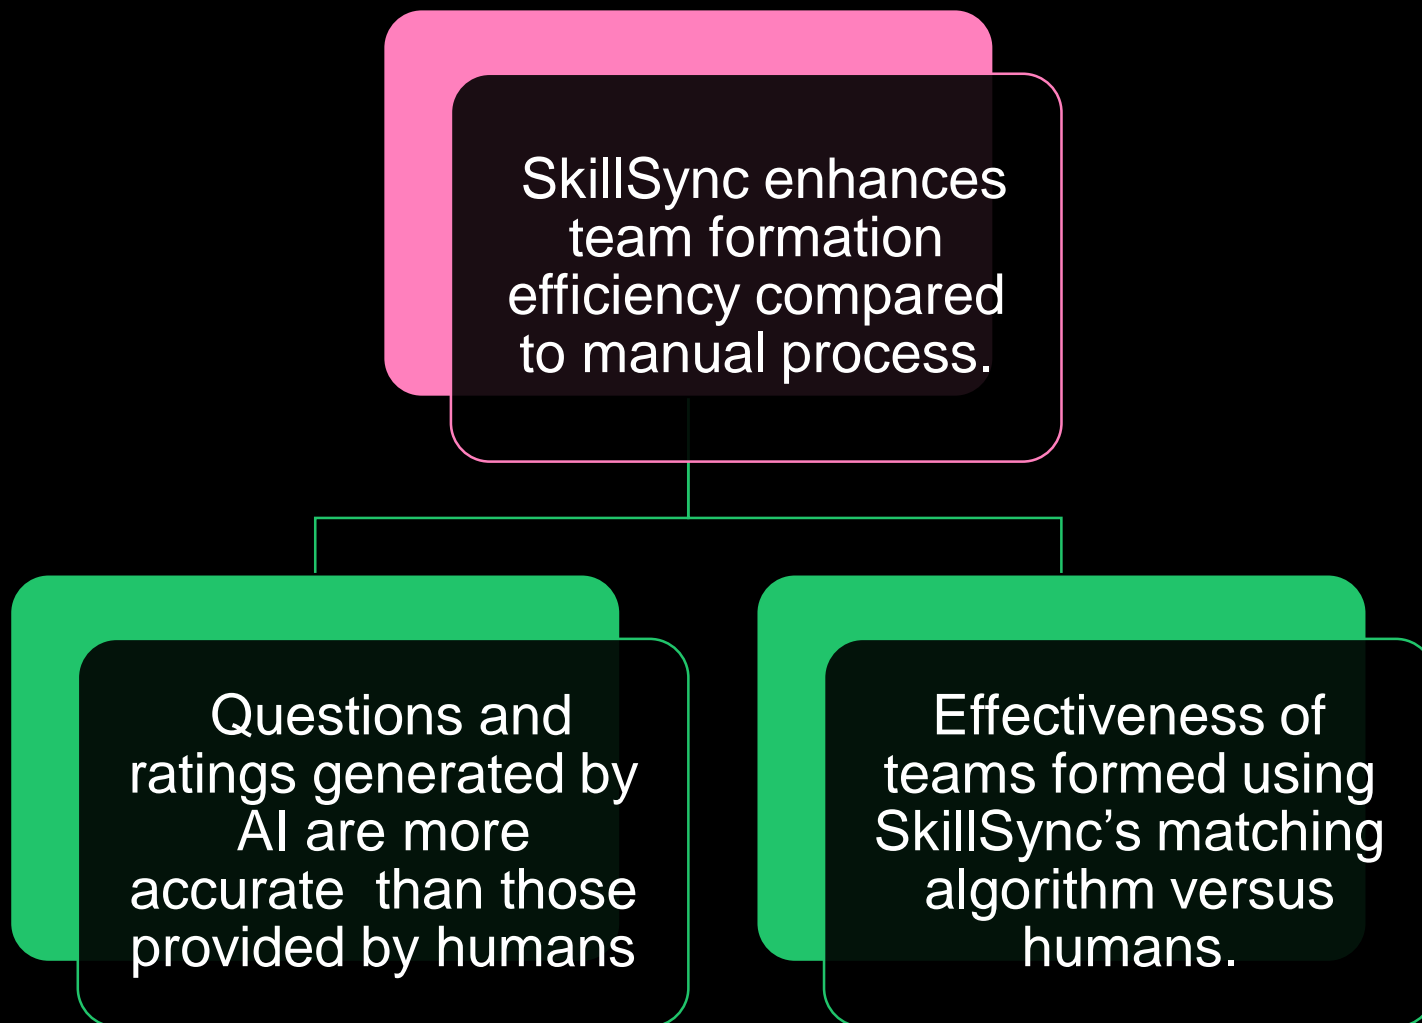 SkillSync enhances
team formation
efficiency compared
to manual process.
Questions and
ratings generated by
AI are more
accurate  than those
provided by humans
Effectiveness of
teams formed using
SkillSync’s matching
algorithm versus
humans.